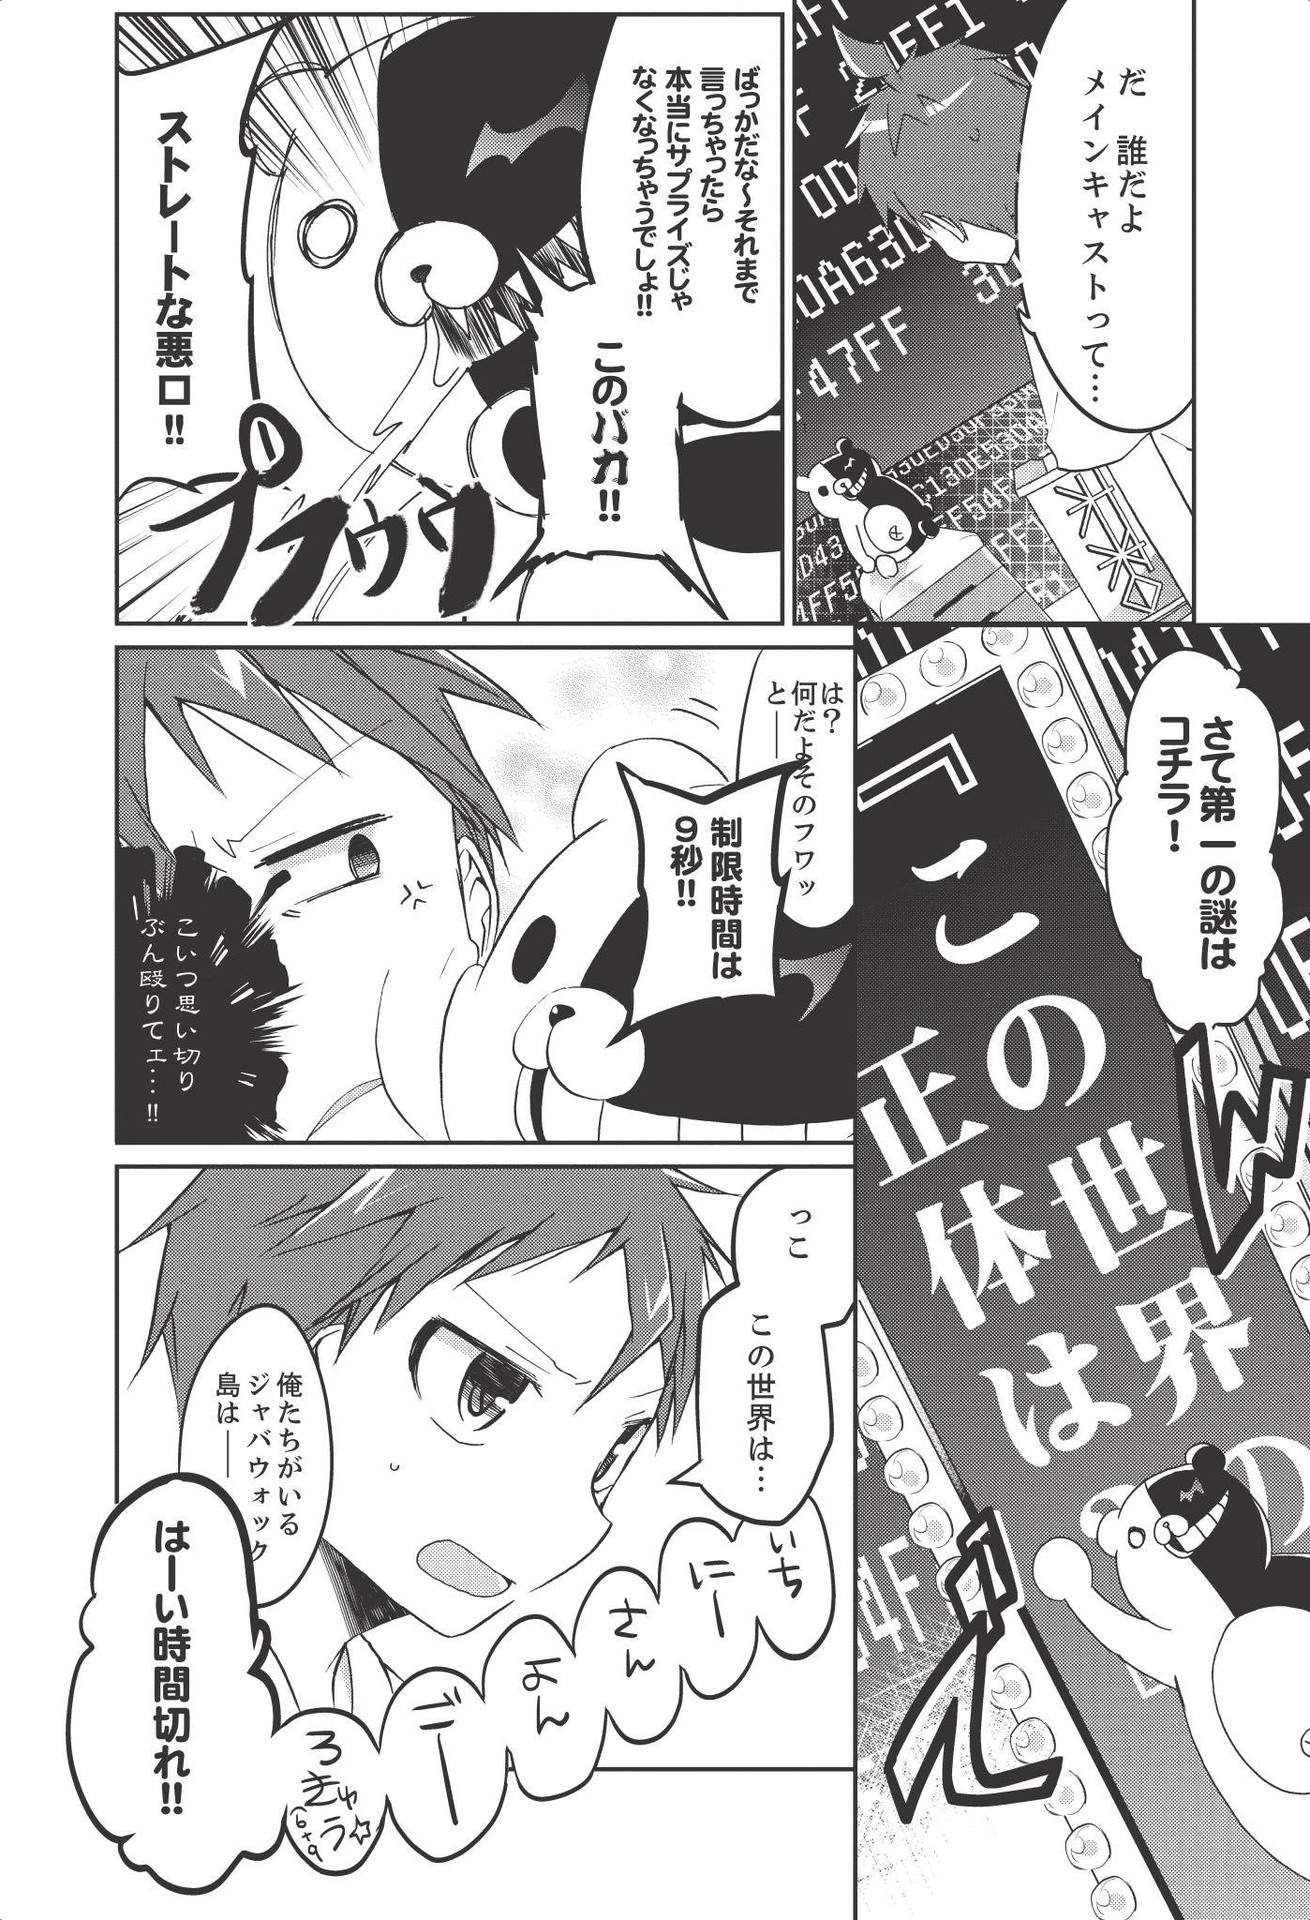 だ 誰だよ
メインキャストって…
ばっかだな〜それまで
言っちゃったら
本当にサプライズじゃ
なくなっちゃうでしょ!!
このバカ!!
ストレートな悪口!!
プフゥウ
さて第一の謎は
コチラ!
『この世界の
正体は
は?
何だよそのフワッ
と──
制限時間は
9秒!!
こいつ思い切り
ぶん殴りてェ…!!
っこ
この世界は…
俺たちがいる
ジャバウォック
島は──
いち
にー
さん
よん
ごー
ろきゅ
ラ☆
(6+9
はーい時間切れ!!